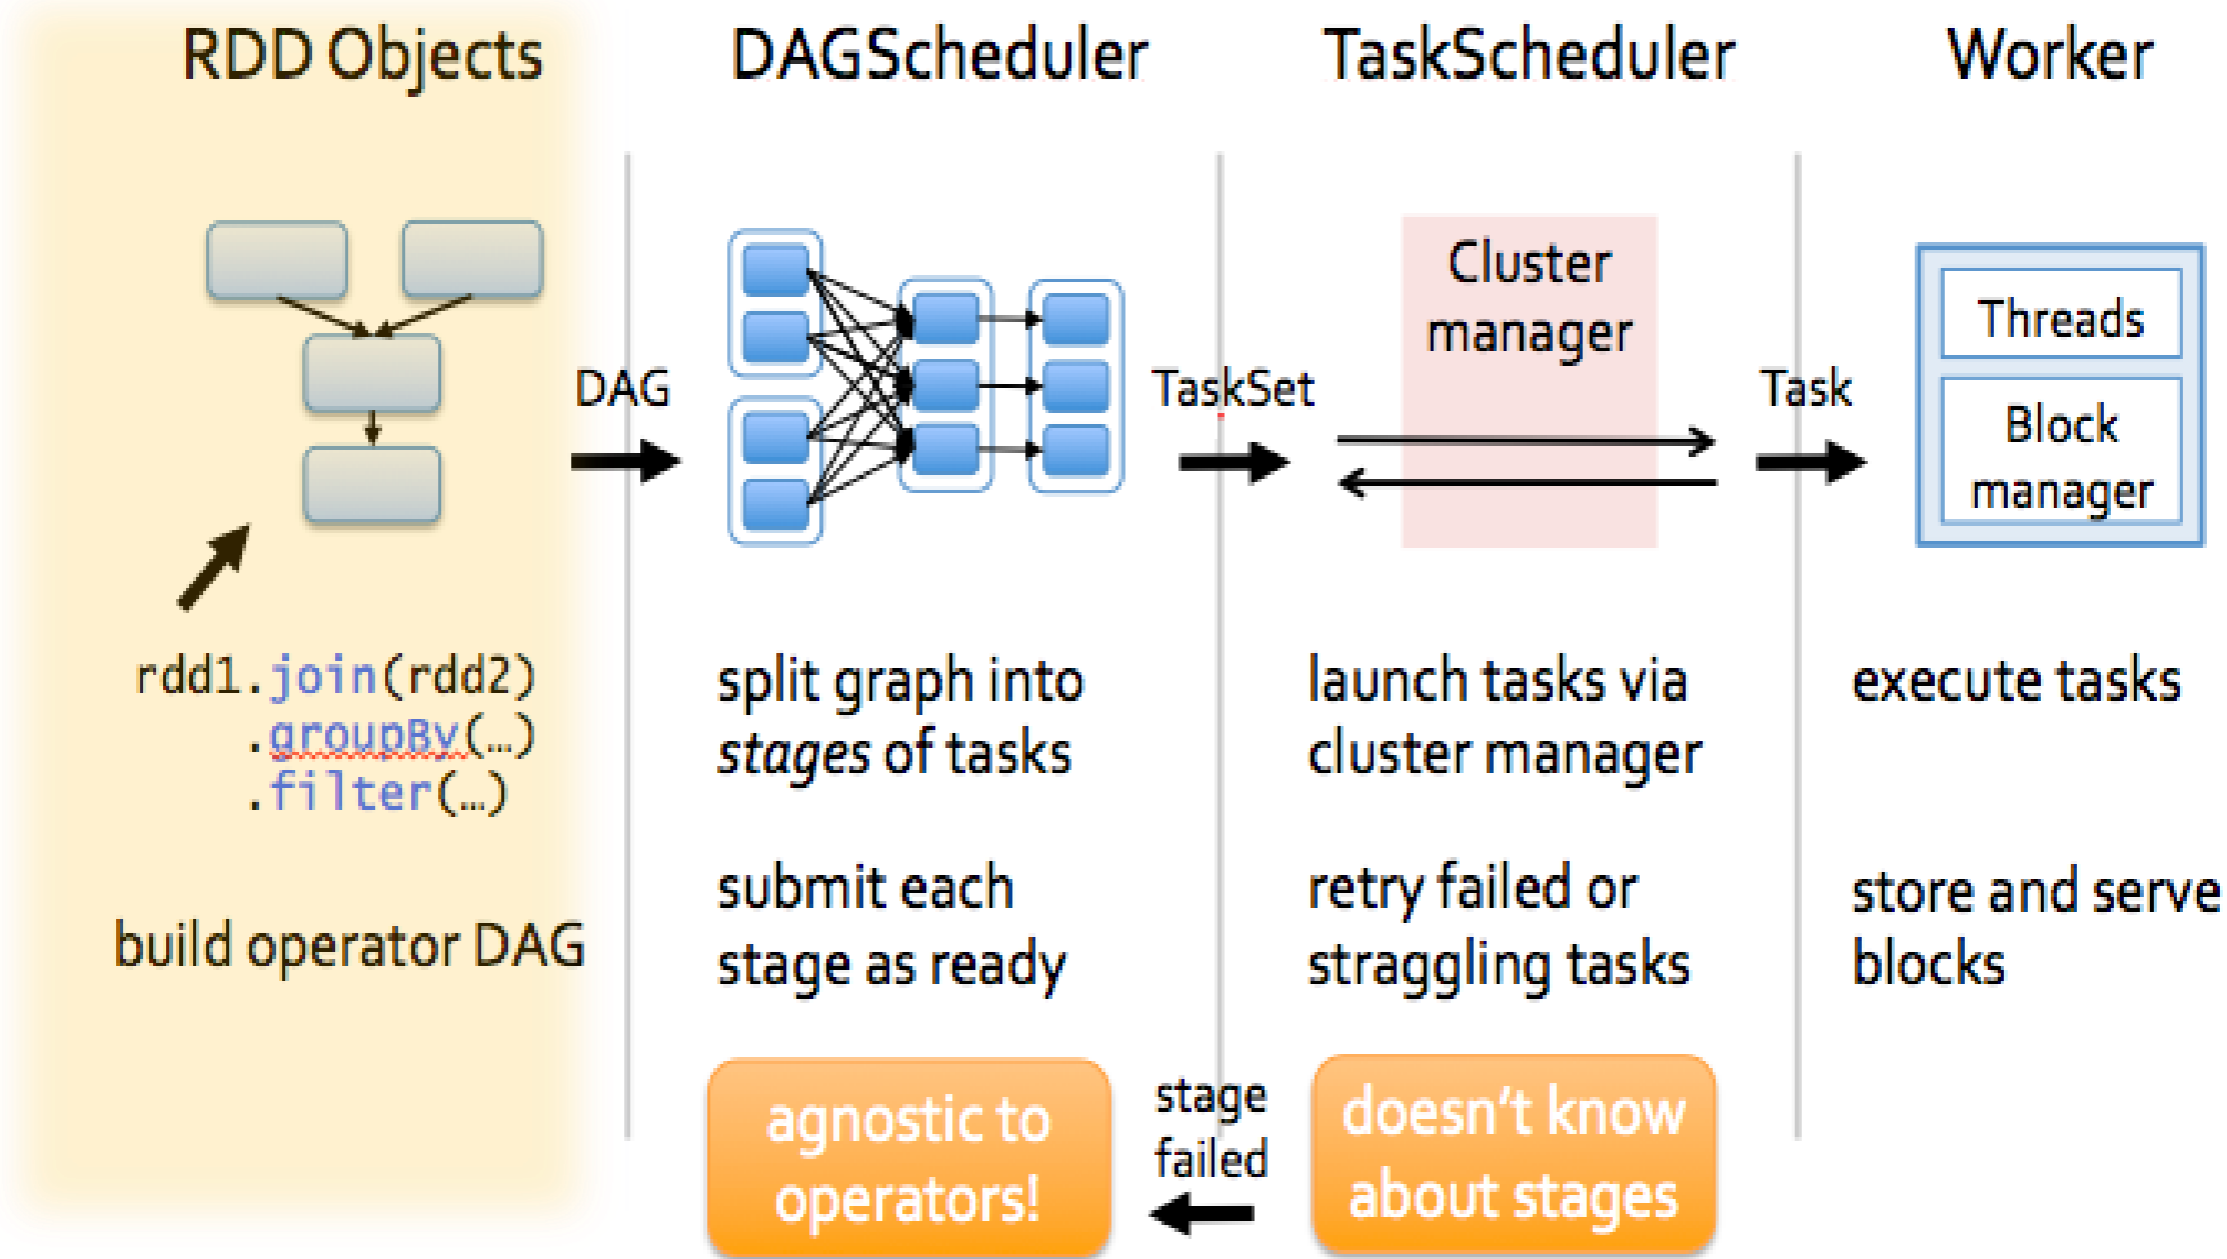 RDD Objects
DAGScheduler
TaskScheduler
Worker
DAG
TaskSet
Cluster
manager
Task
Threads
Block
manager
rdd1.join(rdd2)
.groupBy(…)
.filter(…)
build operator DAG
split graph into
stages of tasks
submit each
stage as ready
launch tasks via
cluster manager
retry failed or
straggling tasks
execute tasks
store and serve
blocks
agnostic to
operators!
stage
failed
doesn't know
about stages